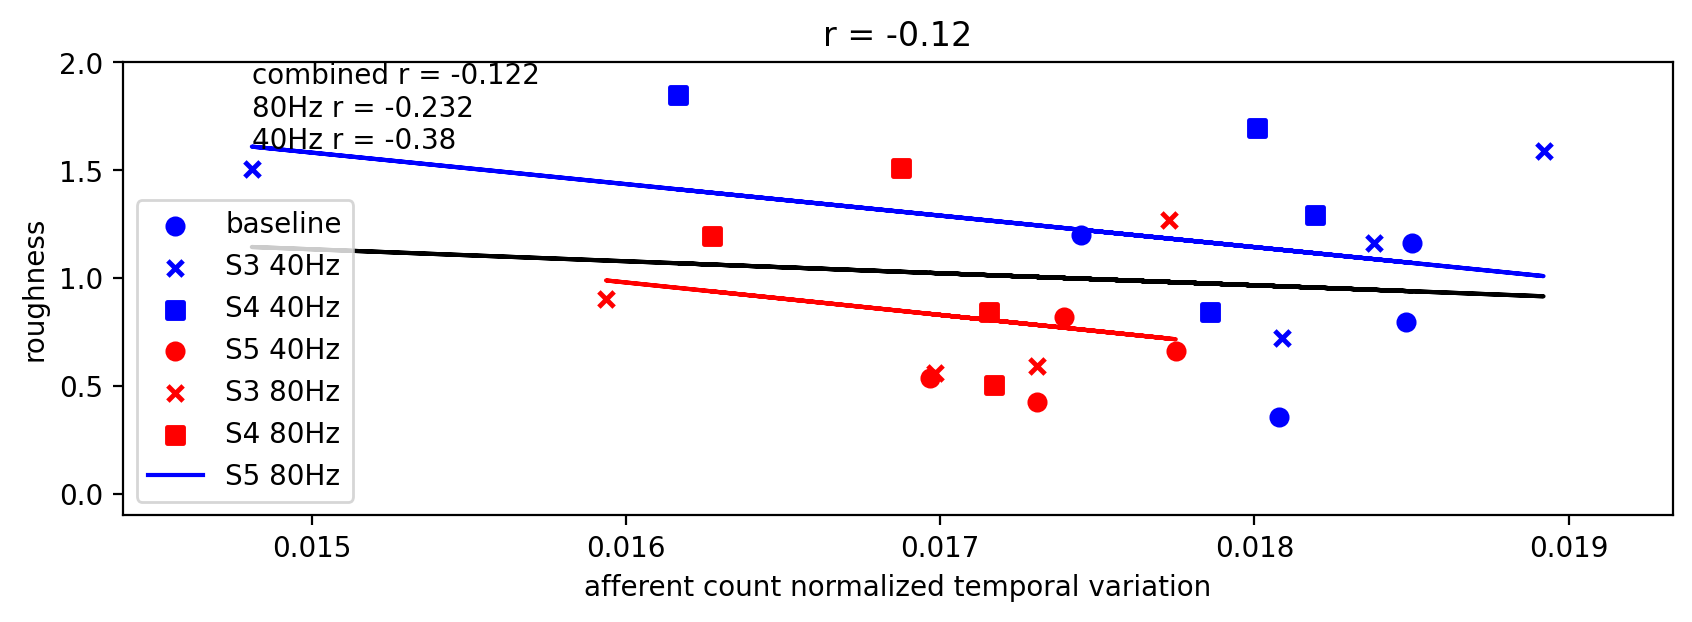 r = -0.12
combined r = -0.122
80Hz r = -0.232
40Hz r = -0.38
2.0
1.5
1.0
0.5
0.0
roughness
baseline
S3 40Hz
S4 40Hz
S5 40Hz
S3 80Hz
S4 80Hz
S5 80Hz
0.015 0.016 0.017 0.018 0.019
afferent count normalized temporal variation